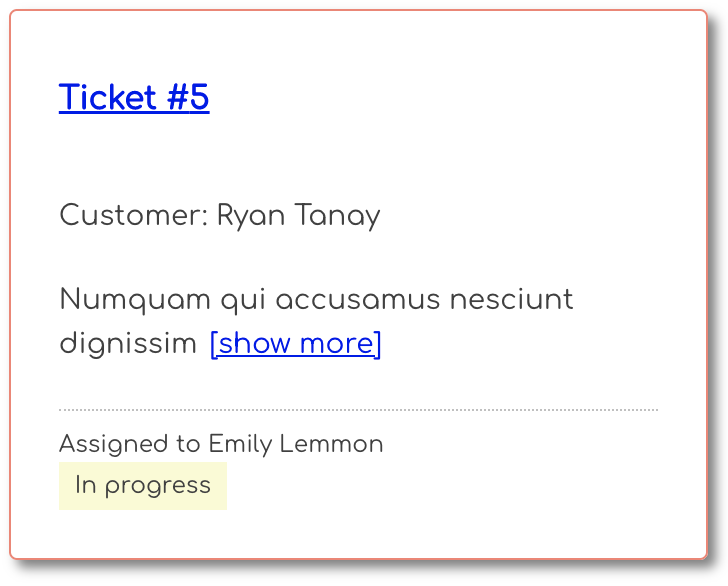 Ticket #5
Customer: Ryan Tanay
Numquam qui accusamus nesciunt
dignissim [show more]
Assigned to Emily Lemmon
In progress